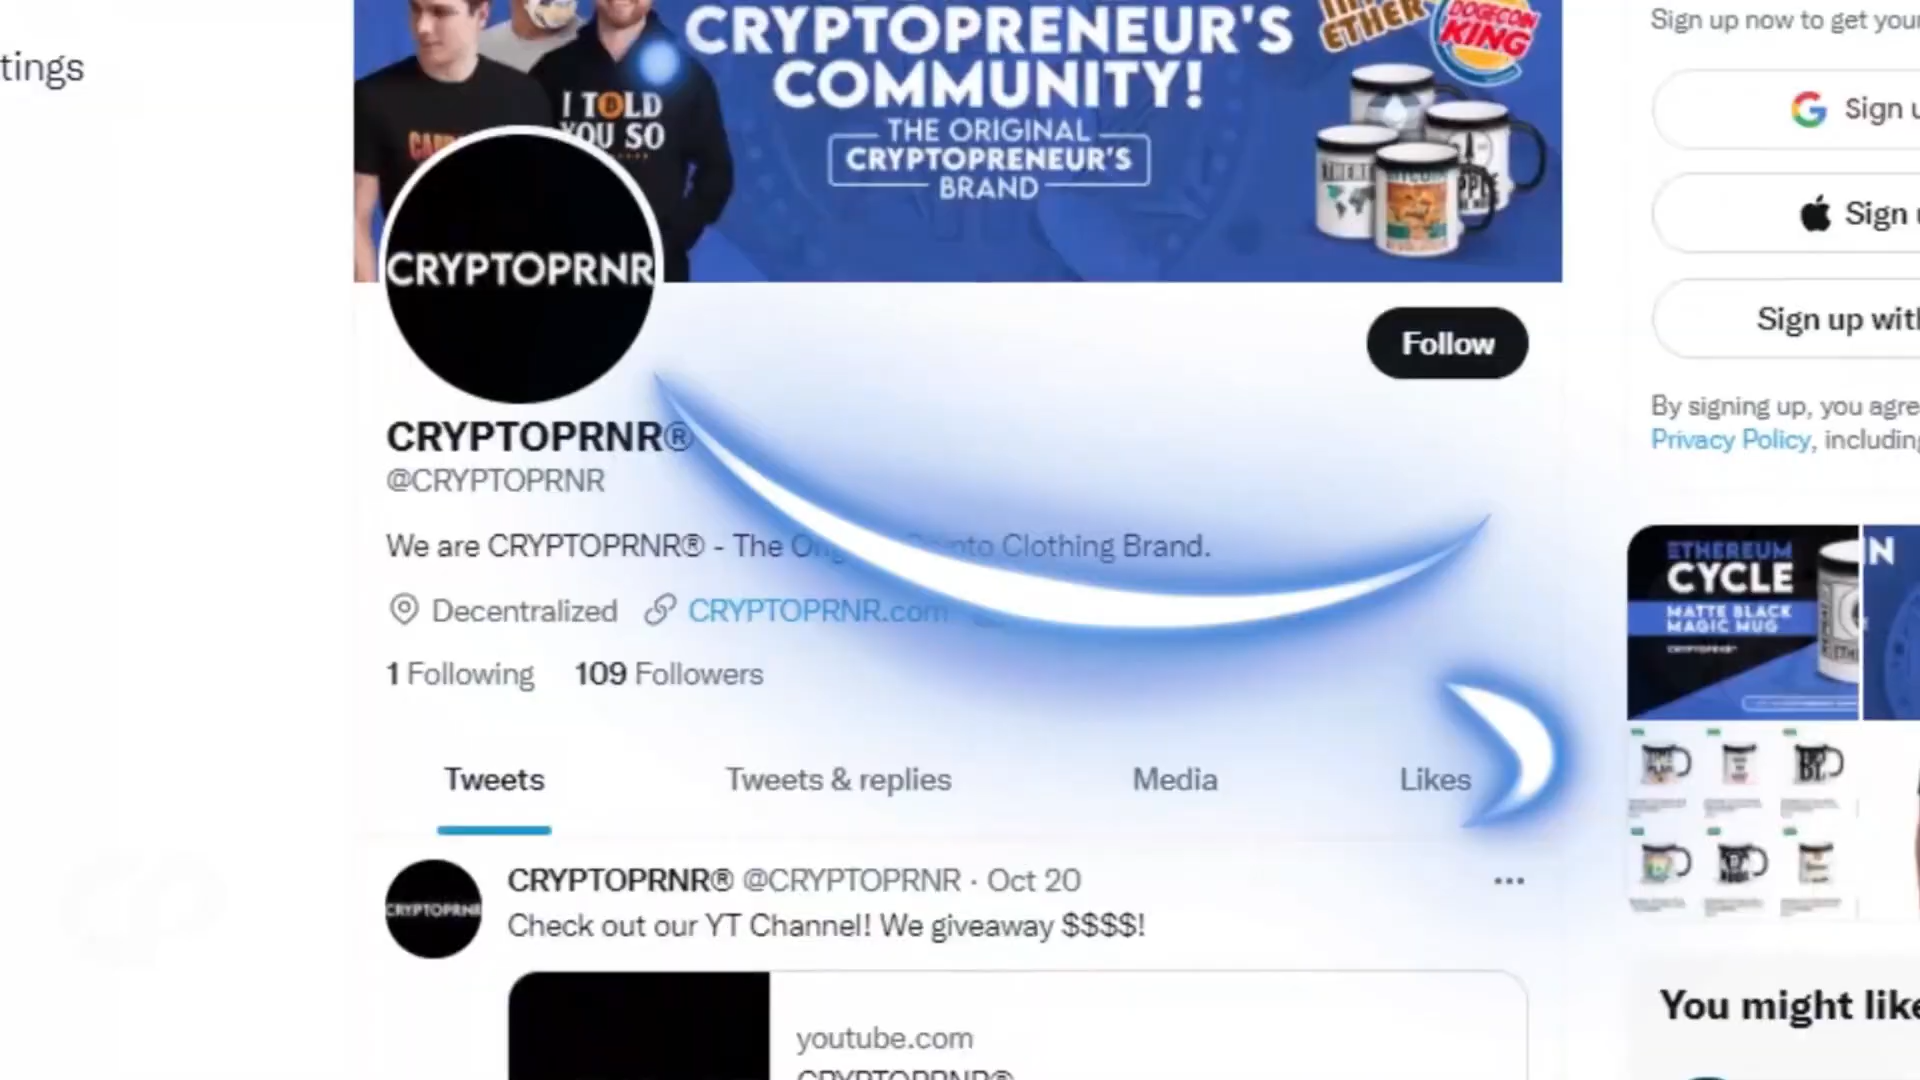 tings
CRYPTOPRENEUR'S
COMMUNITY!
THE ORIGINAL
CRYPTOPRENEUR'S
BRAND
ETHER
DOGECOIN
KING
I TOLD
YOU SO
CRYPTOPRNR
Follow
CRYPTOPRNR®
@CRYPTOPRNR
We are CRYPTOPRNR® - The Clothing Brand.
Decentralized CRYPTOPRNR.com
1 Following 109 Followers
Tweets Tweets & replies Media Likes
CRYPTOPRNR® @CRYPTOPRNR · Oct 20
Check out our YT Channel! We giveaway $$$$!
CRYPTOPRNR
youtube.com
CRYPTOPRNR®
Sign up now to get your
Sign u
Sign u
Sign up with
By signing up, you agre
Privacy Policy, including
ETHEREUM
CYCLE
MATTE BLACK
MAGIC MUG
N
You might like